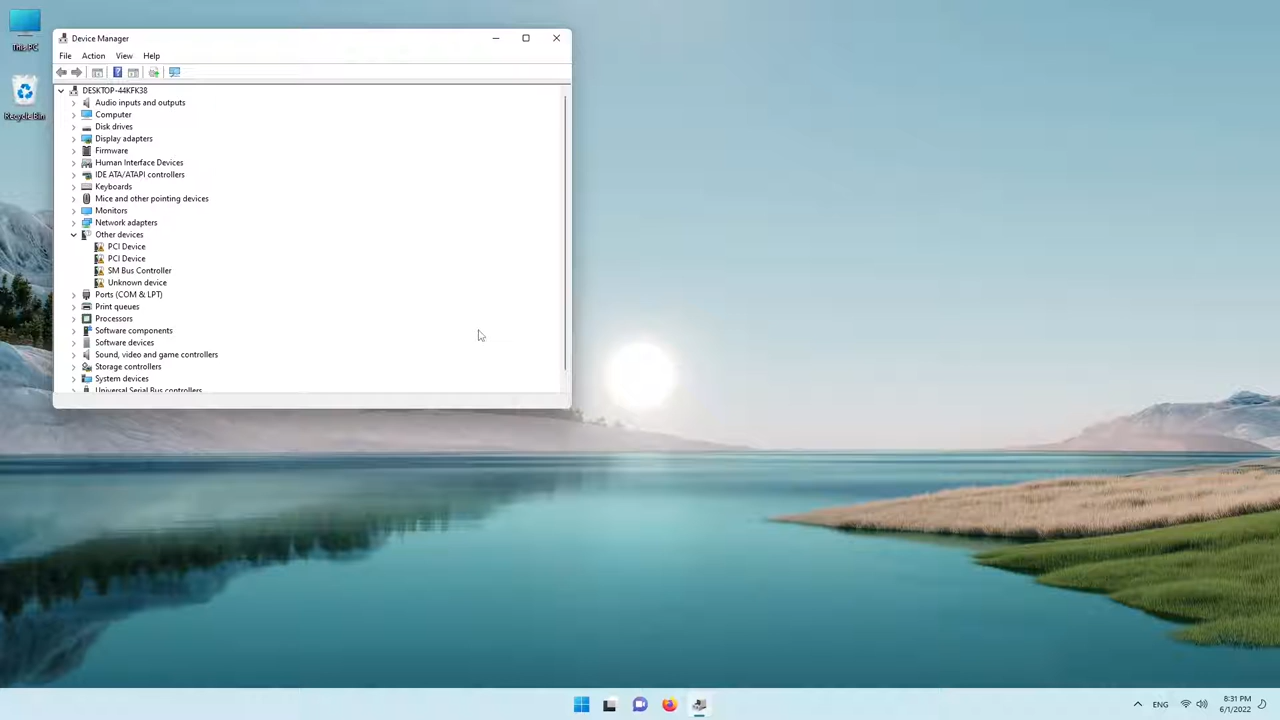 This PC
Recycle Bin
Device Manager
File Action View Help
DESKTOP-44KFK38
Audio inputs and outputs
Computer
Disk drives
Display adapters
Firmware
Human Interface Devices
IDE ATA/ATAPI controllers
Keyboards
Mice and other pointing devices
Monitors
Network adapters
Other devices
PCI Device
PCI Device
SM Bus Controller
Unknown device
Ports (COM & LPT)
Print queues
Processors
Software components
Software devices
Sound, video and game controllers
Storage controllers
System devices
Universal Serial Bus controllers
ENG
8:31 PM
6/1/2022